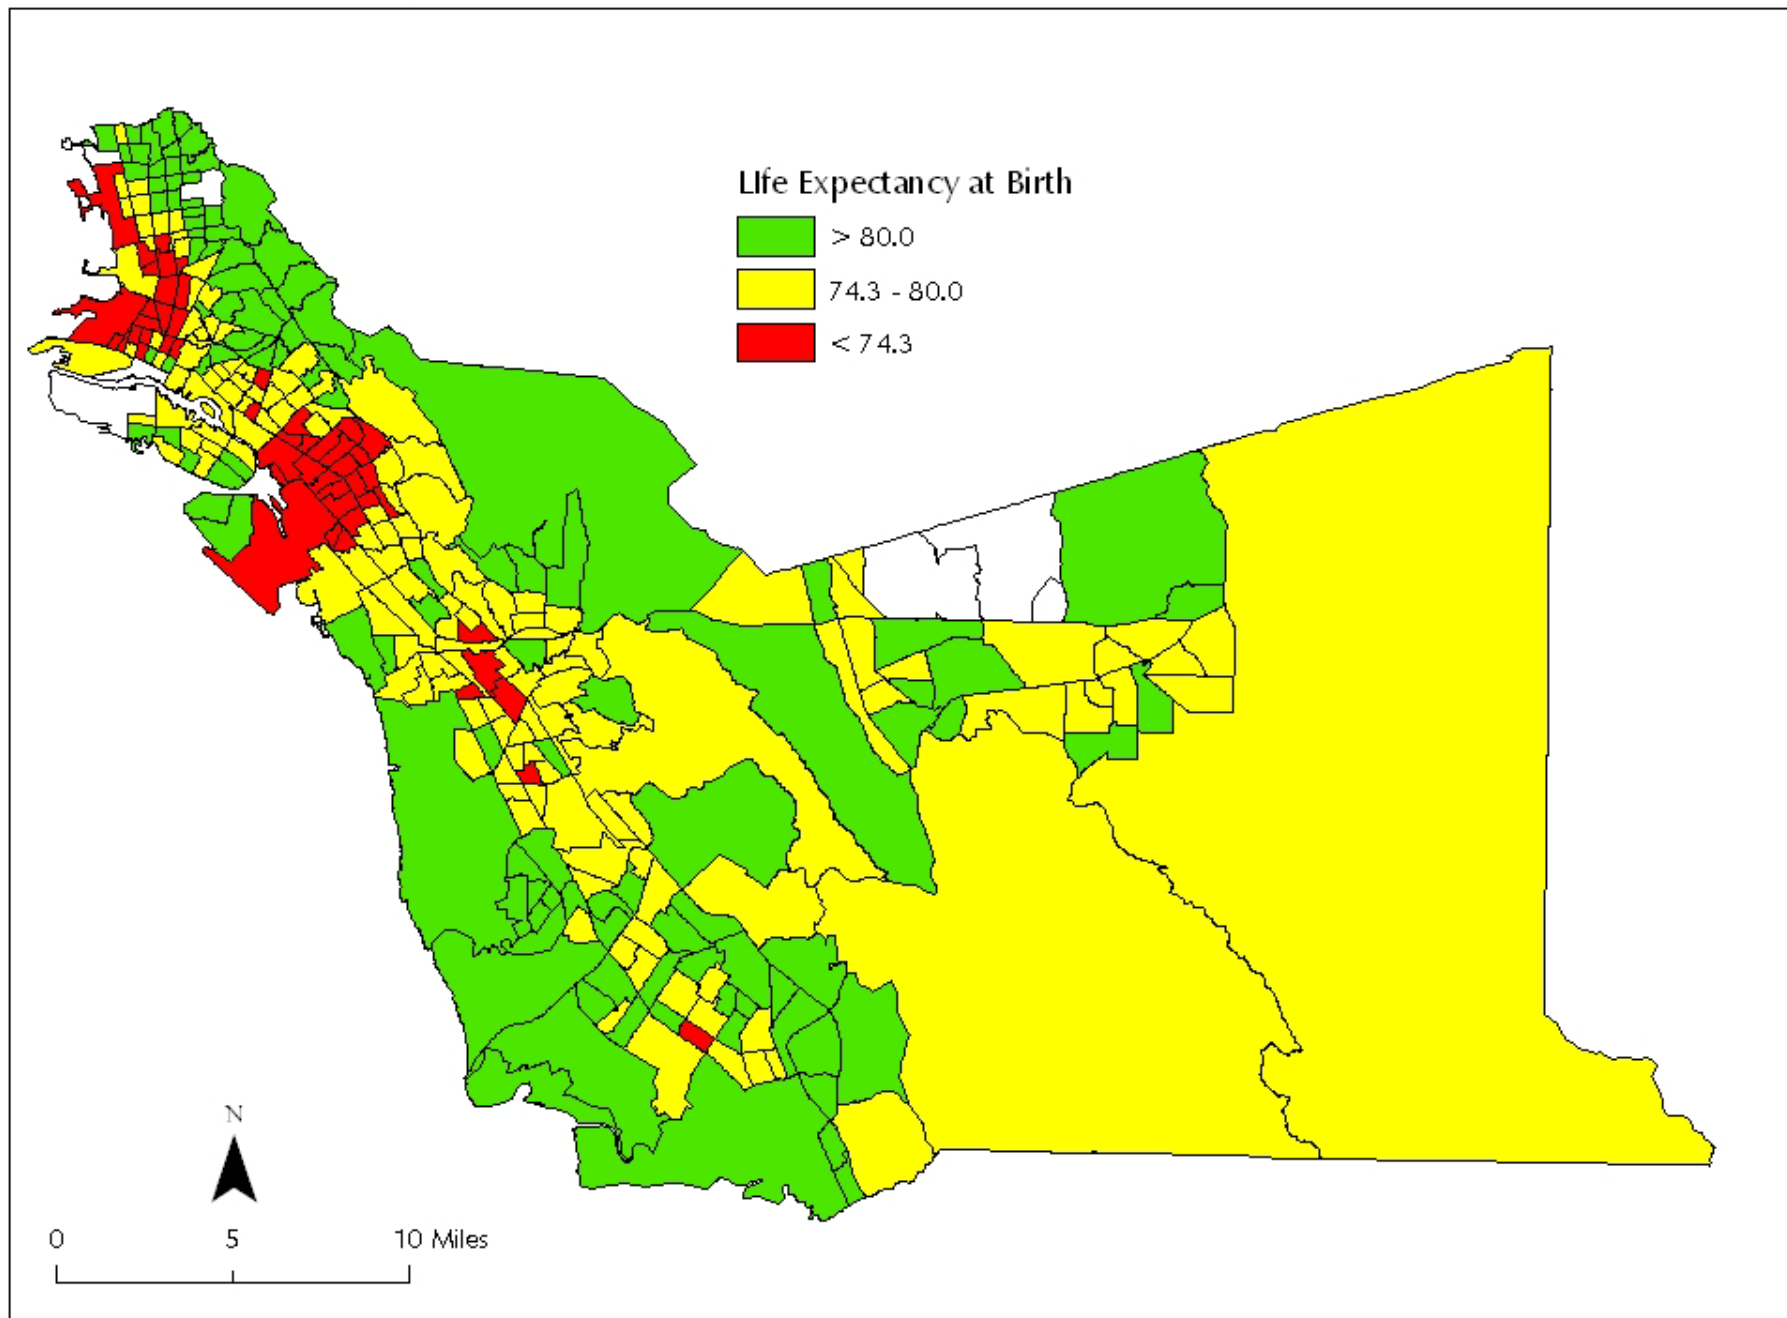 LIfe Expectancy at Birth
> 80.0
74.3 - 80.0
< 74.3
N
0 5 10 Miles